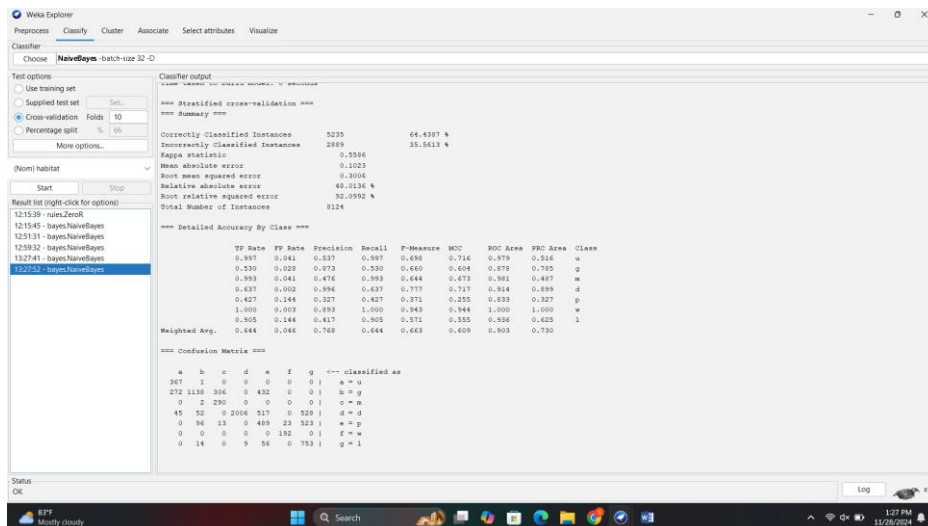 Weka Explorer
Preprocess Classify Cluster Associate Select attributes Visualize
Classifier
Choose NaiveBayes -batch-size 32 -D
Test options
Use training set
Supplied test set Set...
Cross-validation Folds 10
Percentage split % 66
More options...
(Nom) habitat
Start Stop
Result list (right-click for options)
12:15:39 - rules.ZeroR
12:15:45 - bayes.NaiveBayes
12:51:31 - bayes.NaiveBayes
12:59:32 - bayes.NaiveBayes
13:27:41 - bayes.NaiveBayes
13:27:52 - bayes.NaiveBayes
Classifier output
=== Stratified cross-validation ===
=== Summary ===
Correctly Classified Instances 5235 64.4387 %
Incorrectly Classified Instances 2889 35.5613 %
Kappa statistic 0.5506
Mean absolute error 0.1023
Root mean squared error 0.3006
Relative absolute error 48.0136 %
Root relative squared error 92.0992 %
Total Number of Instances 8124
=== Detailed Accuracy By Class ===
TP Rate FP Rate Precision Recall F-Measure MCC ROC Area PRC Area Class
0.997 0.041 0.537 0.997 0.698 0.716 0.979 0.516 u
0.530 0.028 0.873 0.530 0.660 0.604 0.878 0.785 g
0.993 0.041 0.476 0.993 0.644 0.673 0.981 0.487 m
0.637 0.002 0.996 0.637 0.777 0.717 0.914 0.899 d
0.427 0.144 0.327 0.427 0.371 0.255 0.833 0.327 p
1.000 0.003 0.893 1.000 0.943 0.944 1.000 1.000 w
0.905 0.144 0.417 0.905 0.571 0.555 0.936 0.625 l
Weighted Avg. 0.644 0.046 0.768 0.644 0.663 0.609 0.903 0.730
=== Confusion Matrix ===
a b c d e f g <-- classified as
367 1 0 0 0 0 0 | a = u
272 1138 306 0 432 0 0 | b = g
0 2 290 0 0 0 0 | c = m
45 52 0 2006 517 0 528 | d = d
0 96 13 0 489 23 523 | e = p
0 0 0 0 0 192 0 | f = w
0 14 0 9 56 0 753 | g = l
Status
OK
Log
x 0
83°F
Mostly cloudy
Search
1:27 PM
11/28/2024